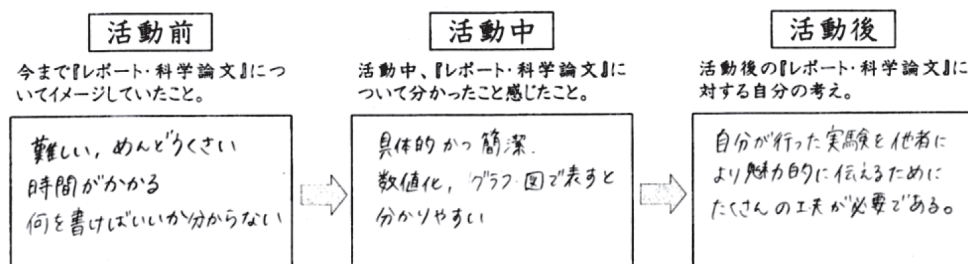 活動前
今まで『レポート・科学論文』につ
いてイメージしていたこと。
難しい, めんどうくさい
時間がかかる
何を書けばいいか分からない
活動中
活動中、『レポート・科学論文』に
ついて分かったこと感じたこと。
具体的かつ簡潔.
数値化, グラフ・図で表すと
分かりやすい
活動後
活動後の『レポート・科学論文』に
対する自分の考え。
自分が行った実験を他者に
より魅力的に伝えるために
たくさんの工夫が必要である。